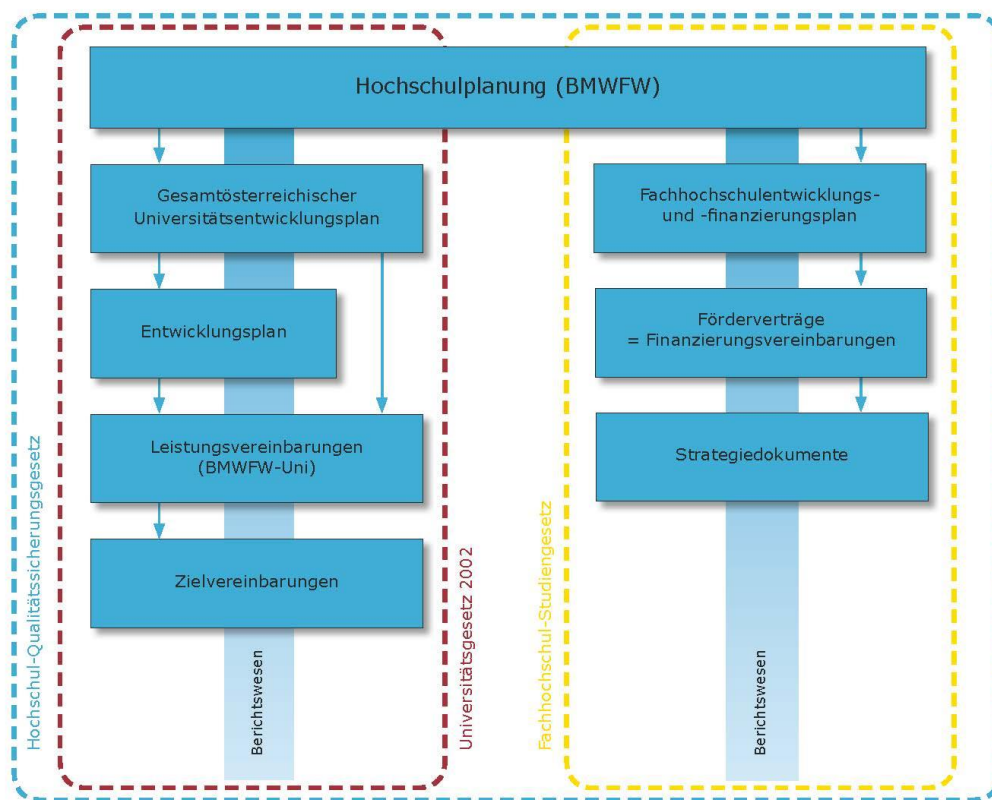 Hochschulplanung (BMWFW)
Gesamtösterreichischer
Universitätsentwicklungsplan
Entwicklungsplan
Leistungsvereinbarungen
(BMWFW-Uni)
Zielvereinbarungen
Berichtswesen
Fachhochschulentwicklungs-
und -finanzierungsplan
Förderverträge
= Finanzierungsvereinbarungen
Strategiedokumente
Berichtswesen
Hochschul-Qualitätssicherungsgesetz
Universitätsgesetz 2002
Fachhochschul-Studiengesetz